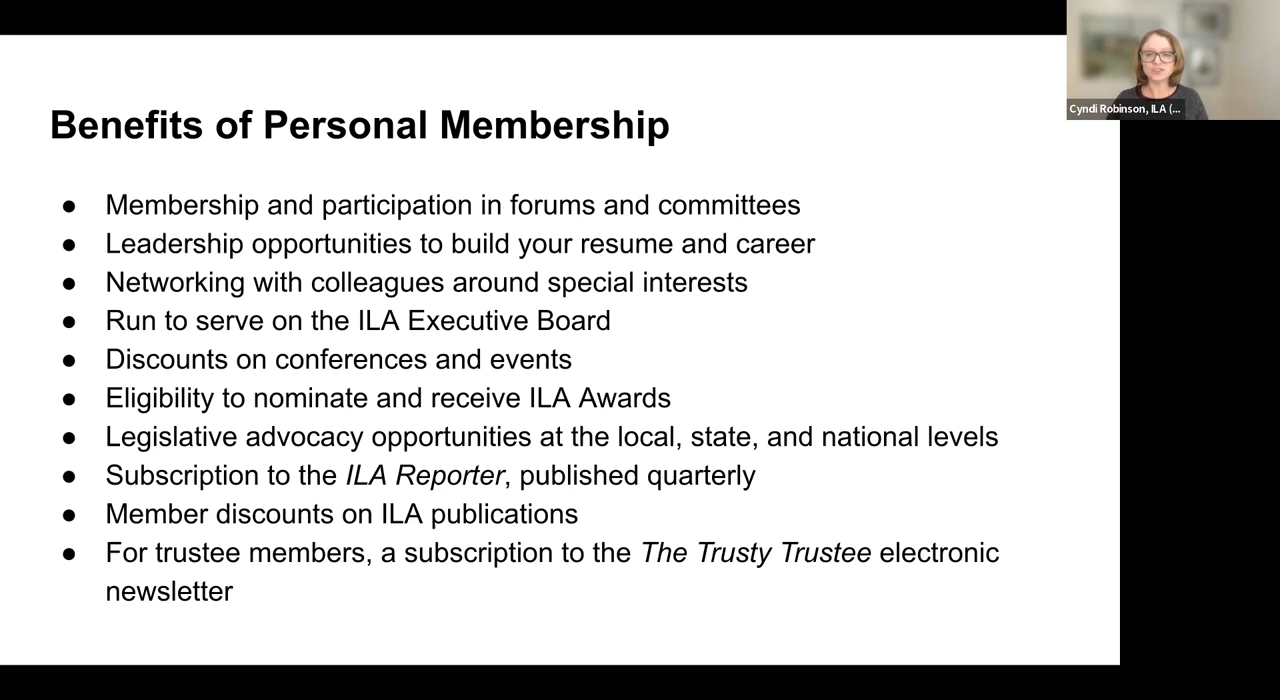 Benefits of Personal Membership
● Membership and participation in forums and committees
● Leadership opportunities to build your resume and career
● Networking with colleagues around special interests
● Run to serve on the ILA Executive Board
● Discounts on conferences and events
● Eligibility to nominate and receive ILA Awards
● Legislative advocacy opportunities at the local, state, and national levels
● Subscription to the ILA Reporter, published quarterly
● Member discounts on ILA publications
● For trustee members, a subscription to the The Trusty Trustee electronic
newsletter
Cyndi Robinson, ILA (...